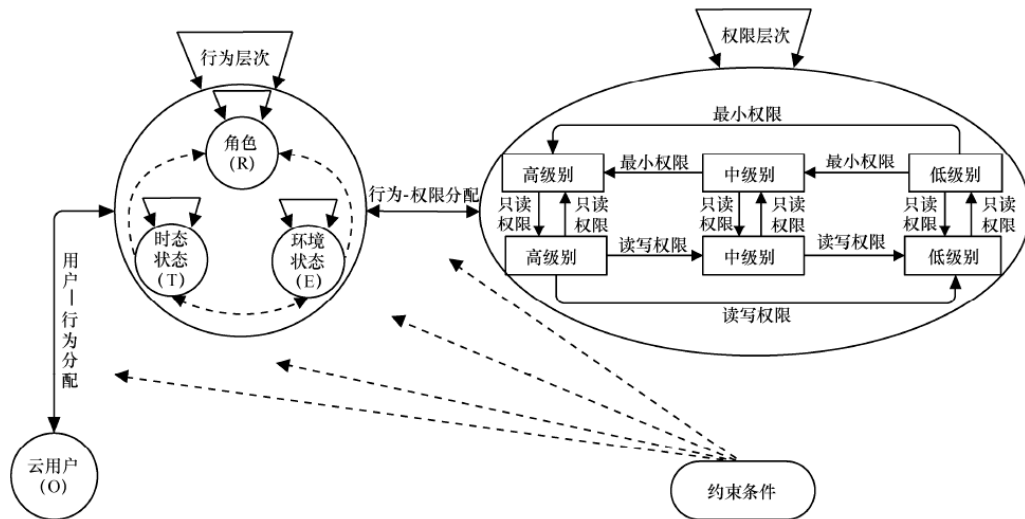 行为层次
权限层次
角色
(R)
时态
状态
(T)
环境
状态
(E)
行为-权限分配
最小权限
高级别
最小权限
中级别
最小权限
低级别
只读
权限
只读
权限
只读
权限
只读
权限
只读
权限
只读
权限
高级别
读写权限
中级别
读写权限
低级别
读写权限
用户—行为分配
云用户
(O)
约束条件